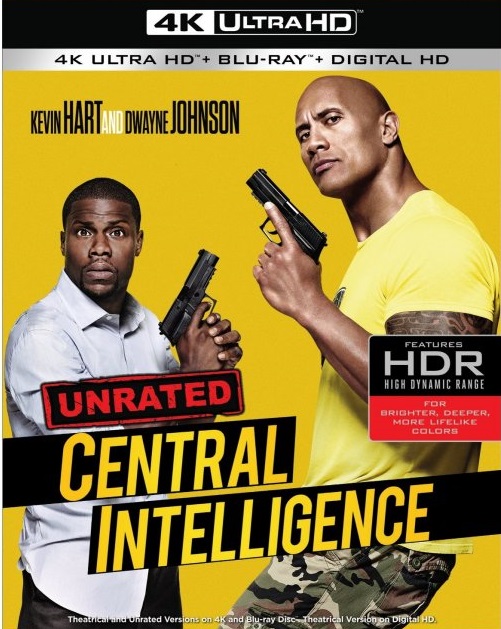 4K ULTRAHD™
4K ULTRA HD™ + BLU-RAY™ + DIGITAL HD
KEVIN HART AND DWAYNE JOHNSON
FEATURES
HDR
HIGH DYNAMIC RANGE
FOR
BRIGHTER, DEEPER,
MORE LIFELIKE
COLORS
UNRATED
CENTRAL
INTELLIGENCE
Theatrical and Unrated Versions on 4K and Blu-ray Disc- Theatrical Version on Digital HD.